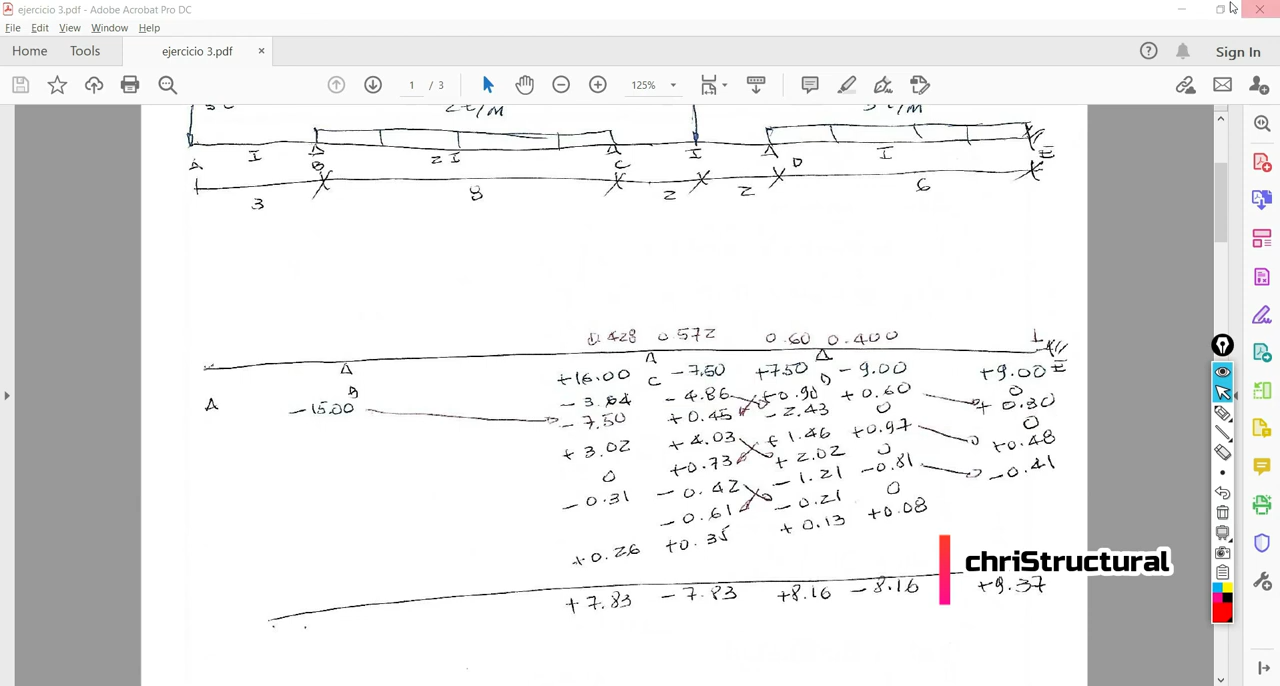 ejercicio 3.pdf - Adobe Acrobat Pro DC
File Edit View Window Help
Home Tools ejercicio 3.pdf × Sign In
1 / 3 125%
2t/m
A I B 2I C I D I E
3 8 2 2 6
0.428 0.572 0.60 0.400 1
A B C D E
+16.00 -7.50 +7.50 -9.00 +9.00
-3.64 -4.86 +0.90 +0.60 0
-15.00 -7.50 +0.45 -2.43 0 +0.30
+3.02 +4.03 +1.46 +0.97 0
0 +0.73 +2.02 0 +0.48
-0.31 -0.42 -1.21 -0.81
-0.61 -0.21 0 -0.41
+0.26 +0.35 +0.13 +0.08
chriStructural
+7.83 -7.83 +8.16 -8.16 +9.37